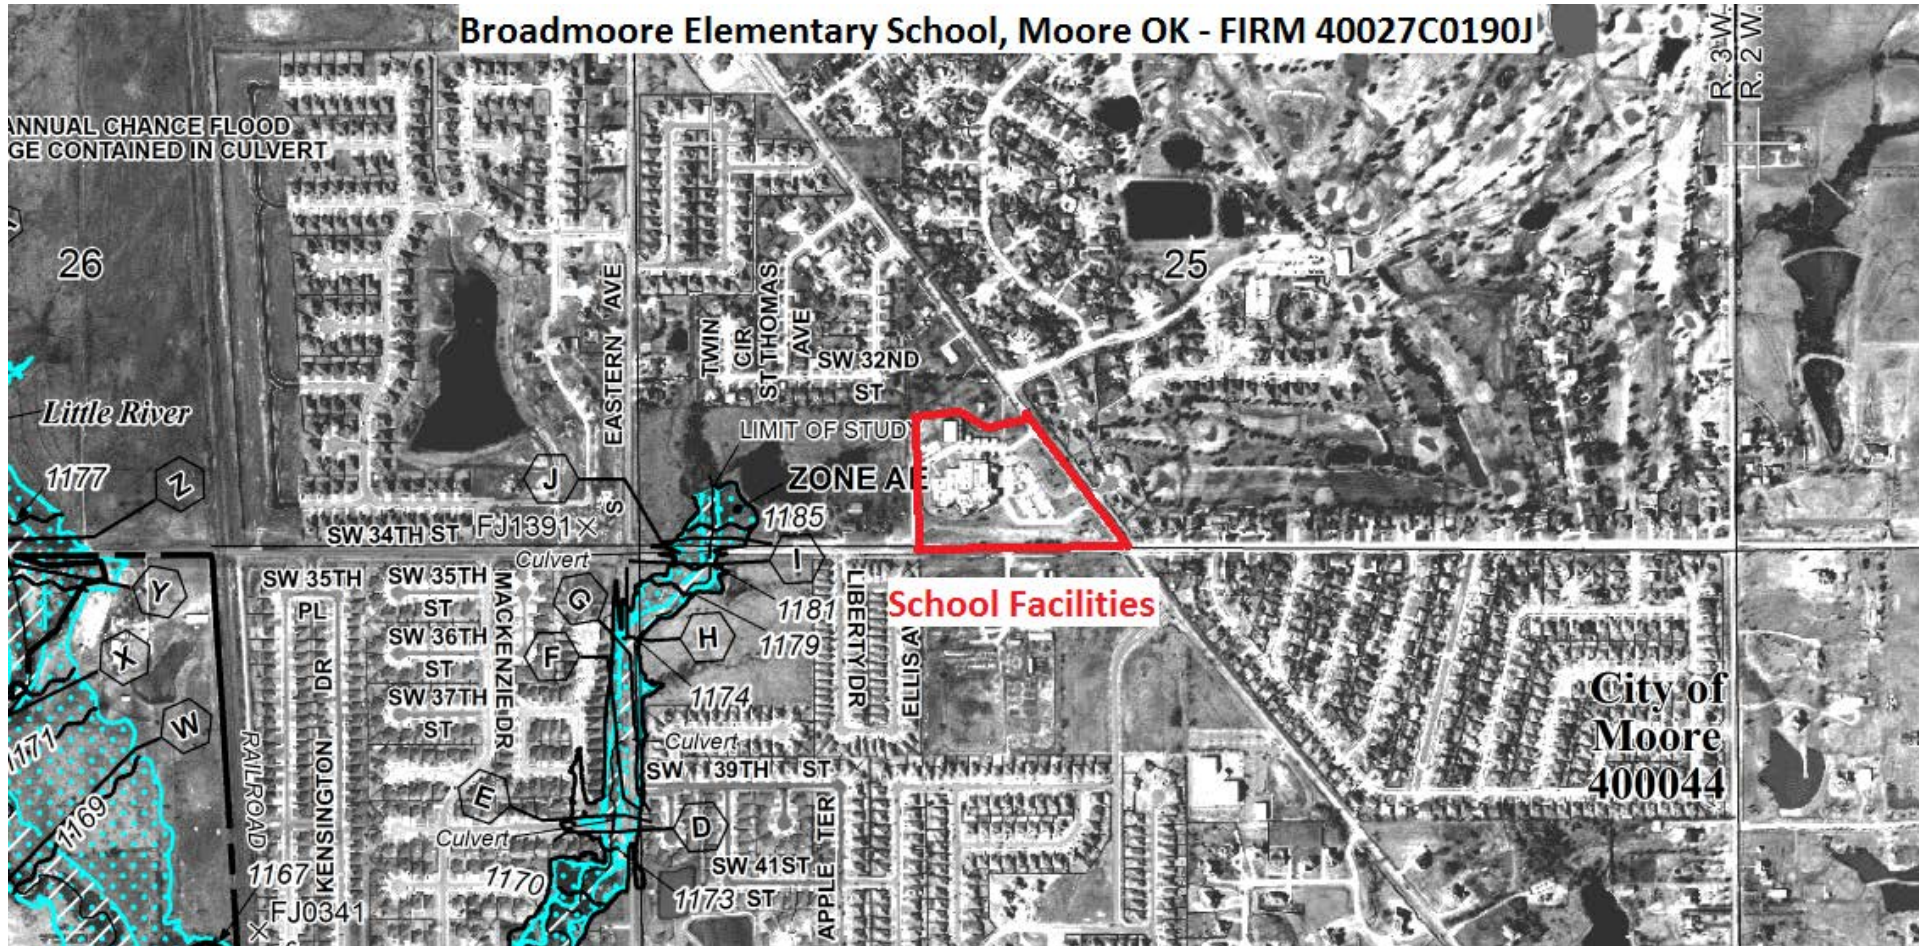 Broadmoore Elementary School, Moore OK - FIRM 40027C0190J
R. 3 W.
R. 2 W.
ANNUAL CHANCE FLOOD
GE CONTAINED IN CULVERT
26
25
EASTERN AVE
S
TWIN
CIR
ST THOMAS
AVE
SW 32ND
ST
Little River
LIMIT OF STUDY
1177
Z
J
ZONE AE
1185
SW 34TH ST
FJ1391
Culvert
I
Y
SW 35TH
PL
SW 35TH
ST
MACKENZIE DR
G
1181
LIBERTY DR
School Facilities
SW 36TH
ST
H
1179
F
X
DR
ELLIS AV
SW 37TH
ST
1174
City of
Moore
400044
W
1171
RAILROAD
KENSINGTON
Culvert
SW 39TH ST
E
1169
Culvert
D
APPLE TER
SW 41ST
ST
1170
1173
1167
FJ0341